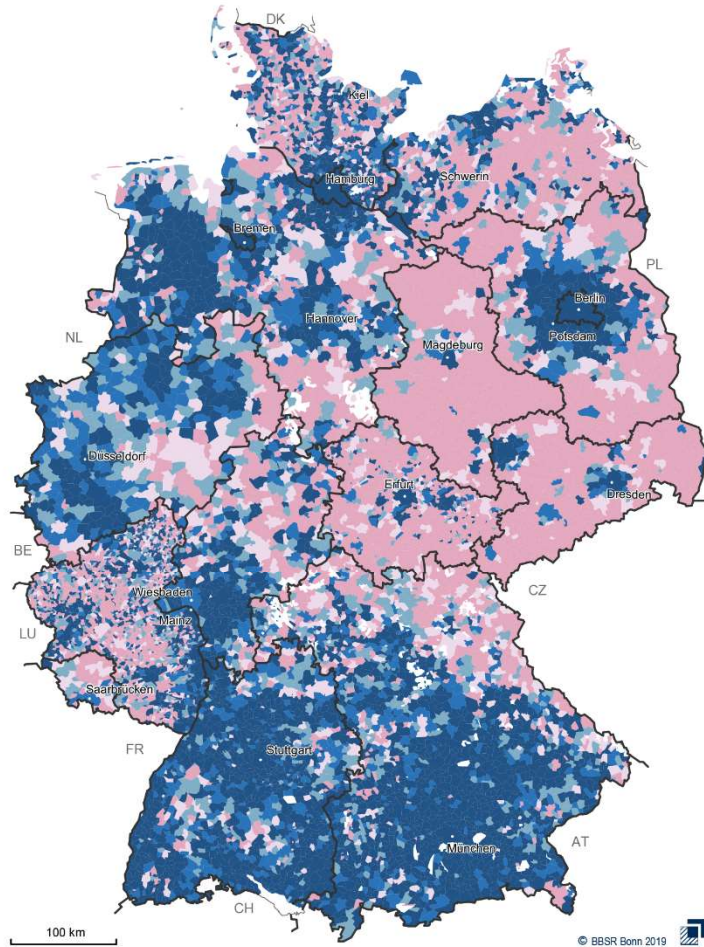 DK
Kiel
Hamburg
Schwerin
Bremen
PL
Berlin
Hannover
Potsdam
NL
Magdeburg
Düsseldorf
Erfurt
Dresden
BE
Wiesbaden
CZ
LU
Mainz
Saarbrücken
FR
Stuttgart
AT
München
CH
100 km
© BBSR Bonn 2019